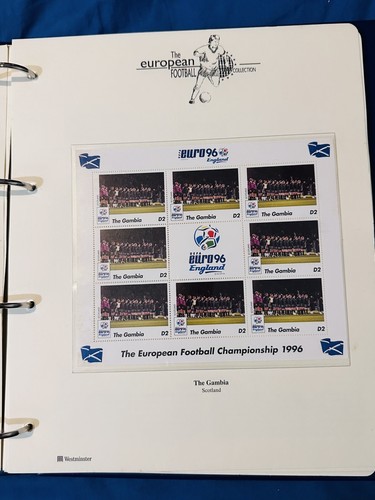 The
european
FOOTBALL COLLECTION
UEFA euro96
England
The Gambia D2
The Gambia D2
The Gambia D2
The Gambia D2
UEFA
euro96
England
The Gambia D2
The Gambia D2
The Gambia D2
The Gambia D2
The European Football Championship 1996
The Gambia
Scotland
Westminster